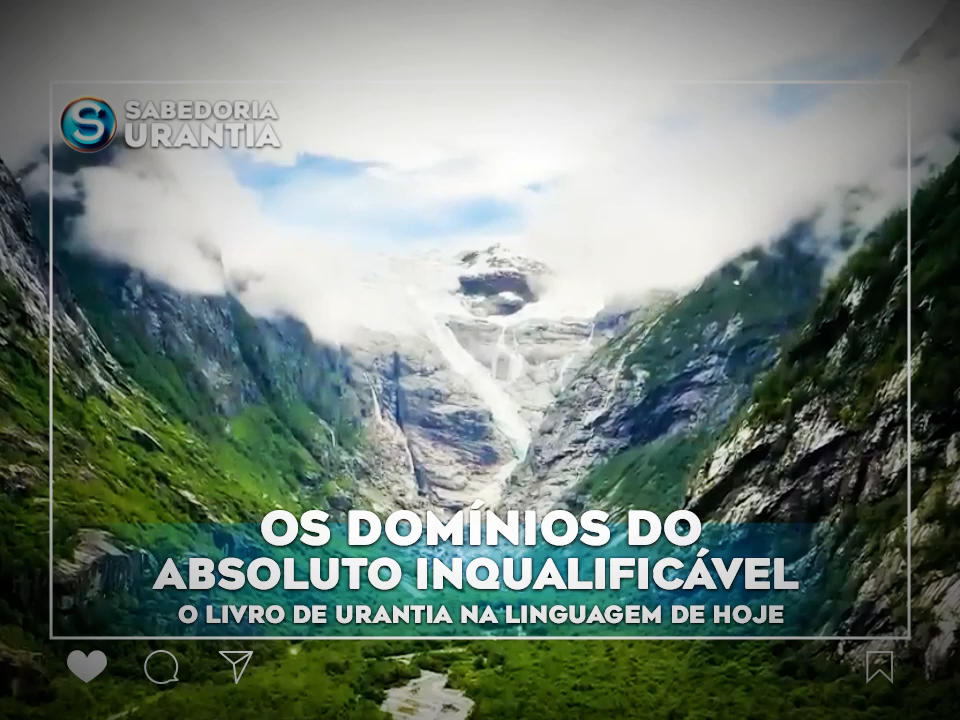 S
SABEDORIA
URANTIA
OS DOMÍNIOS DO
ABSOLUTO INQUALIFICÁVEL
O LIVRO DE URANTIA NA LINGUAGEM DE HOJE